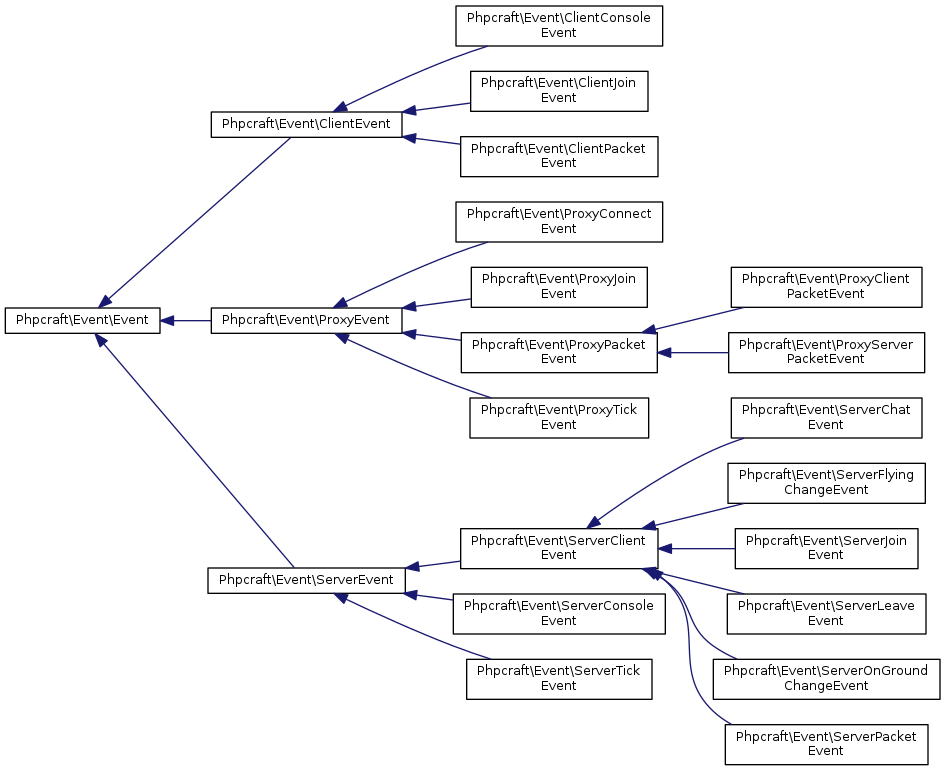 Phpcraft\Event\ClientConsole
Event
Phpcraft\Event\ClientJoin
Event
Phpcraft\Event\ClientEvent
Phpcraft\Event\ClientPacket
Event
Phpcraft\Event\ProxyConnect
Event
Phpcraft\Event\ProxyJoin
Event
Phpcraft\Event\ProxyClient
PacketEvent
Phpcraft\Event\Event
Phpcraft\Event\ProxyEvent
Phpcraft\Event\ProxyPacket
Event
Phpcraft\Event\ProxyServer
PacketEvent
Phpcraft\Event\ProxyTick
Event
Phpcraft\Event\ServerChat
Event
Phpcraft\Event\ServerFlying
ChangeEvent
Phpcraft\Event\ServerClient
Event
Phpcraft\Event\ServerJoin
Event
Phpcraft\Event\ServerEvent
Phpcraft\Event\ServerConsole
Event
Phpcraft\Event\ServerLeave
Event
Phpcraft\Event\ServerTick
Event
Phpcraft\Event\ServerOnGround
ChangeEvent
Phpcraft\Event\ServerPacket
Event